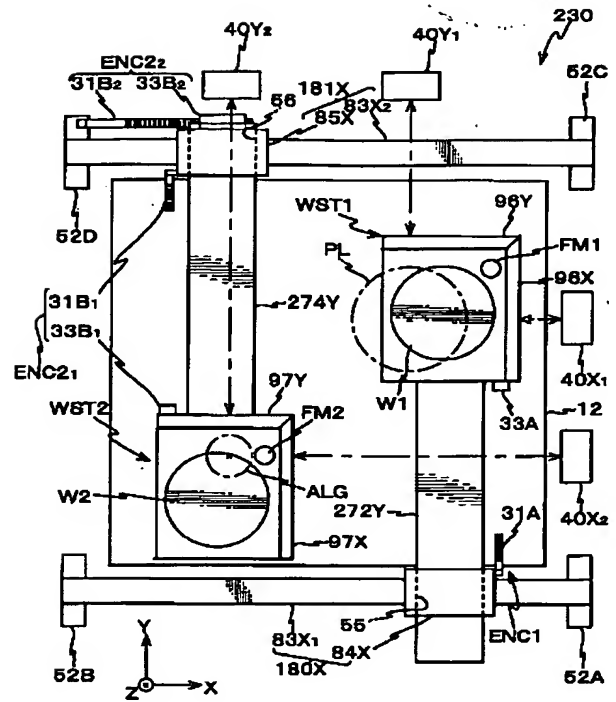 40Y₂ 40Y₁ 230
ENC2₂
31B₂ 33B₂ 56 181X 83X₂ 52C
85X
52D
WST1 96Y
PL FM1
96X
31B₁ 274Y
33B₁ 40X₁
ENC2₁
97Y W1 12
WST2 FM2 33A
W2 ALG 40X₂
272Y 31A
97X
55 ENC1
83X₁ 84X
52B Y 180X 52A
Z X